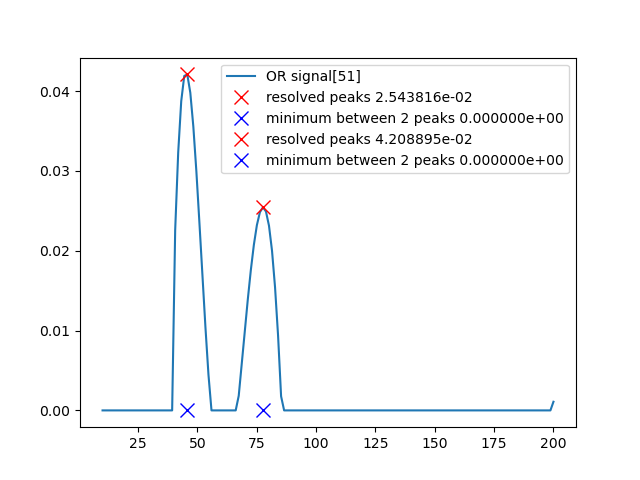 OR signal[51]
resolved peaks 2.543816e-02
minimum between 2 peaks 0.000000e+00
resolved peaks 4.208895e-02
minimum between 2 peaks 0.000000e+00
0.04
0.03
0.02
0.01
0.00
25 50 75 100 125 150 175 200